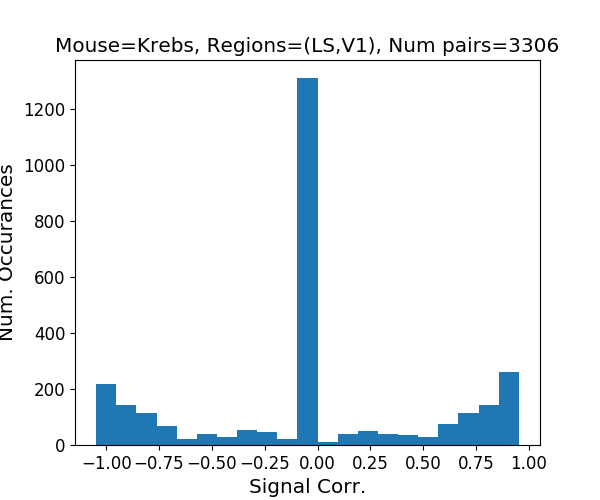 Mouse=Krebs, Regions=(LS,V1), Num pairs=3306
1200
1000
800
600
400
200
0
Num. Occurances
−1.00 −0.75 −0.50 −0.25 0.00 0.25 0.50 0.75 1.00
Signal Corr.